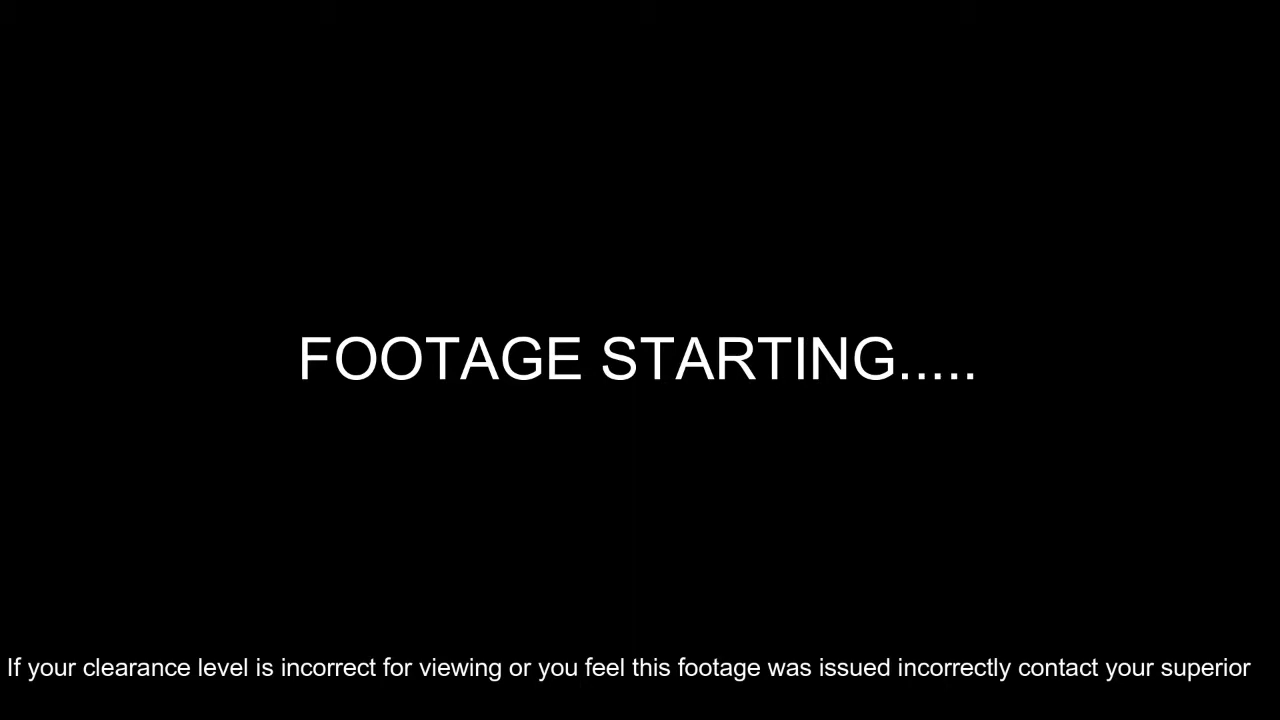 FOOTAGE STARTING.....
If your clearance level is incorrect for viewing or you feel this footage was issued incorrectly contact your superior